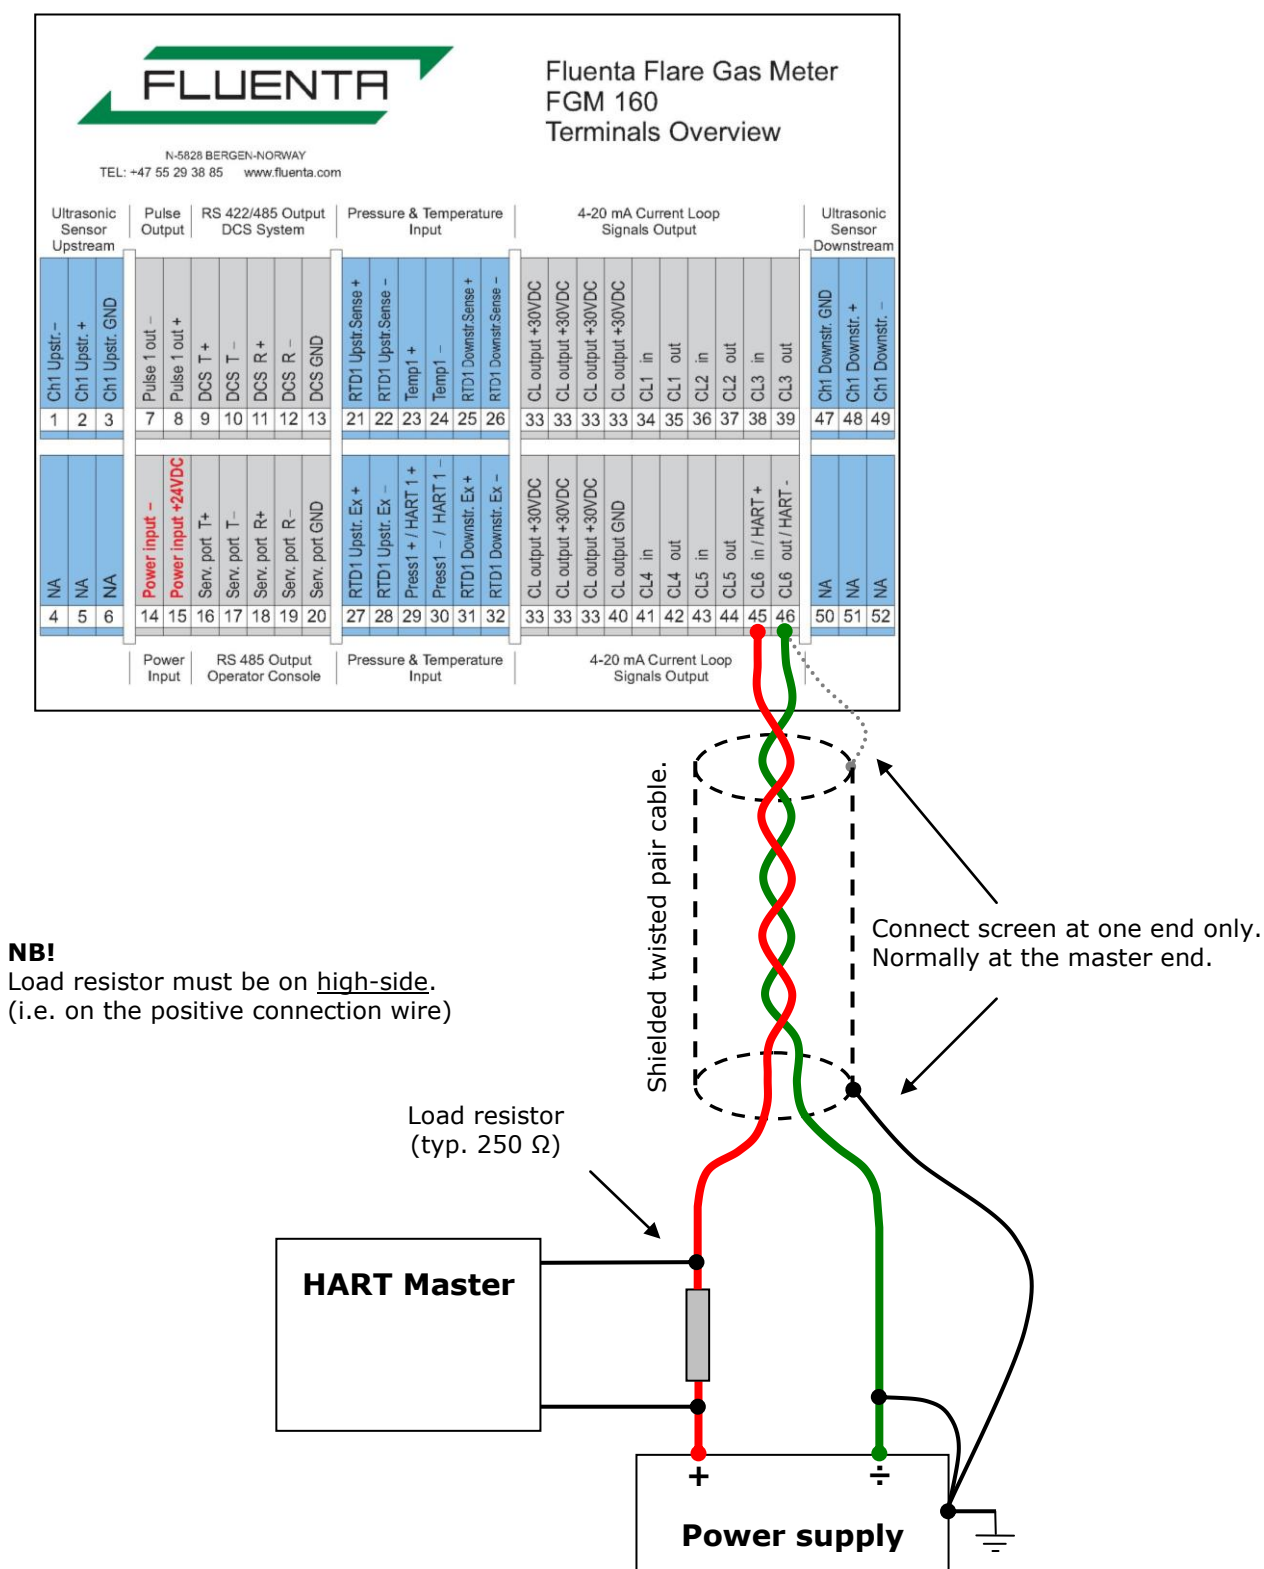 FLUENTA
N-5828 BERGEN-NORWAY
TEL: +47 55 29 38 85 www.fluenta.com
Fluenta Flare Gas Meter
FGM 160
Terminals Overview
Ultrasonic
Sensor
Upstream
Pulse
Output
RS 422/485 Output
DCS System
Pressure & Temperature
Input
4-20 mA Current Loop
Signals Output
Ultrasonic
Sensor
Downstream
Ch1 Upstr. –
Ch1 Upstr. +
Ch1 Upstr. GND
Pulse 1 out –
Pulse 1 out +
DCS T +
DCS T –
DCS R +
DCS R –
DCS GND
RTD1 Upstr.Sense +
RTD1 Upstr.Sense –
Temp1 +
Temp1 –
RTD1 Downstr.Sense +
RTD1 Downstr.Sense –
CL output +30VDC
CL output +30VDC
CL output +30VDC
CL output +30VDC
CL1 in
CL1 out
CL2 in
CL2 out
CL3 in
CL3 out
Ch1 Downstr. GND
Ch1 Downstr. +
Ch1 Downstr. –
1 2 3 7 8 9 10 11 12 13 21 22 23 24 25 26 33 33 33 33 34 35 36 37 38 39 47 48 49
NA
NA
NA
Power input –
Power input +24VDC
Serv. port T+
Serv. port T–
Serv. port R+
Serv. port R–
Serv. port GND
RTD1 Upstr. Ex +
RTD1 Upstr. Ex –
Press1 + / HART 1 +
Press1 – / HART 1 –
RTD1 Downstr. Ex +
RTD1 Downstr. Ex –
CL output +30VDC
CL output +30VDC
CL output +30VDC
CL output GND
CL4 in
CL4 out
CL5 in
CL5 out
CL6 in / HART +
CL6 out / HART -
NA
NA
NA
4 5 6 14 15 16 17 18 19 20 27 28 29 30 31 32 33 33 33 40 41 42 43 44 45 46 50 51 52
Power
Input
RS 485 Output
Operator Console
Pressure & Temperature
Input
4-20 mA Current Loop
Signals Output
Shielded twisted pair cable.
Connect screen at one end only.
Normally at the master end.
NB!
Load resistor must be on high-side.
(i.e. on the positive connection wire)
Load resistor
(typ. 250 Ω)
HART Master
+ ÷
Power supply